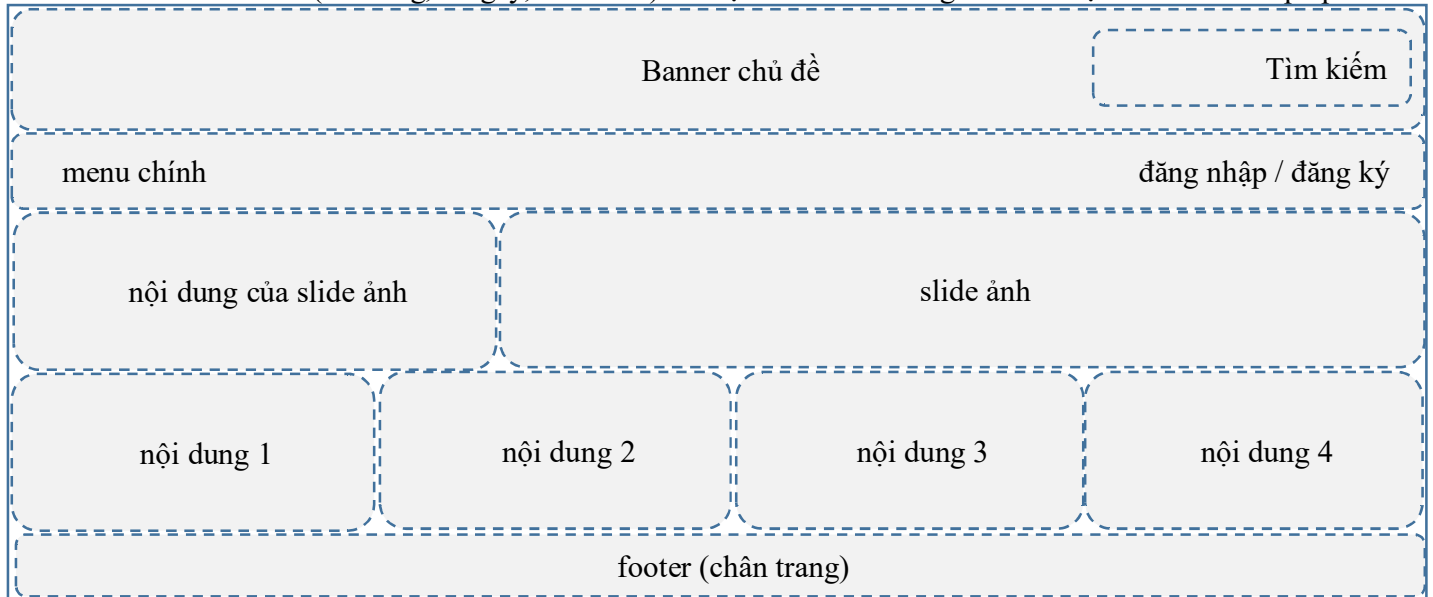 Banner chủ đề
Tìm kiếm
menu chính
đăng nhập / đăng ký
nội dung của slide ảnh
slide ảnh
nội dung 1
nội dung 2
nội dung 3
nội dung 4
footer (chân trang)